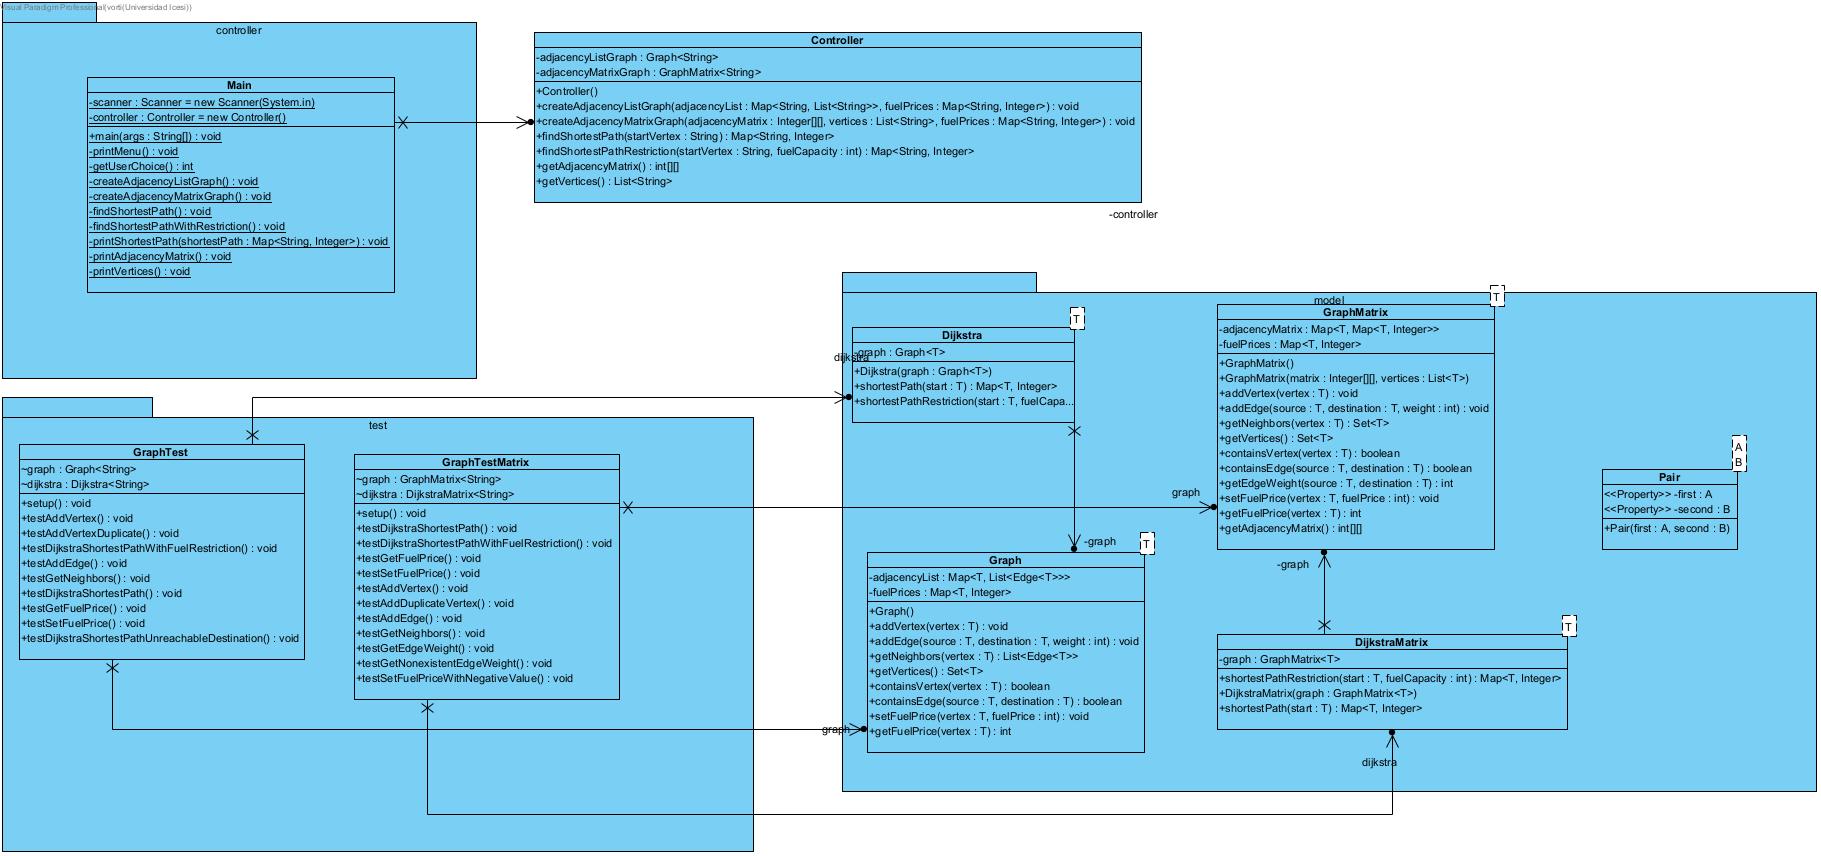 Visual Paradigm Professional(vorti(Universidad Icesi))
controller
Main
-scanner : Scanner = new Scanner(System.in)
-controller : Controller = new Controller()
+main(args : String[]) : void
-printMenu() : void
-getUserChoice() : int
-createAdjacencyListGraph() : void
-createAdjacencyMatrixGraph() : void
-findShortestPath() : void
-findShortestPathWithRestriction() : void
-printShortestPath(shortestPath : Map<String, Integer>) : void
-printAdjacencyMatrix() : void
-printVertices() : void
Controller
-adjacencyListGraph : Graph<String>
-adjacencyMatrixGraph : GraphMatrix<String>
+Controller()
+createAdjacencyListGraph(adjacencyList : Map<String, List<String>>, fuelPrices : Map<String, Integer>) : void
+createAdjacencyMatrixGraph(adjacencyMatrix : Integer[][], vertices : List<String>, fuelPrices : Map<String, Integer>) : void
+findShortestPath(startVertex : String) : Map<String, Integer>
+findShortestPathRestriction(startVertex : String, fuelCapacity : int) : Map<String, Integer>
+getAdjacencyMatrix() : int[][]
+getVertices() : List<String>
-controller
model
T
Dijkstra
-graph : Graph<T>
+Dijkstra(graph : Graph<T>)
+shortestPath(start : T) : Map<T, Integer>
+shortestPathRestriction(start : T, fuelCapa...
dijkstra
T
GraphMatrix
-adjacencyMatrix : Map<T, Map<T, Integer>>
-fuelPrices : Map<T, Integer>
+GraphMatrix()
+GraphMatrix(matrix : Integer[][], vertices : List<T>)
+addVertex(vertex : T) : void
+addEdge(source : T, destination : T, weight : int) : void
+getNeighbors(vertex : T) : Set<T>
+getVertices() : Set<T>
+containsVertex(vertex : T) : boolean
+containsEdge(source : T, destination : T) : boolean
+getEdgeWeight(source : T, destination : T) : int
+setFuelPrice(vertex : T, fuelPrice : int) : void
+getFuelPrice(vertex : T) : int
+getAdjacencyMatrix() : int[][]
A
B
Pair
<<Property>> -first : A
<<Property>> -second : B
+Pair(first : A, second : B)
test
GraphTest
~graph : Graph<String>
~dijkstra : Dijkstra<String>
+setup() : void
+testAddVertex() : void
+testAddVertexDuplicate() : void
+testDijkstraShortestPathWithFuelRestriction() : void
+testAddEdge() : void
+testGetNeighbors() : void
+testDijkstraShortestPath() : void
+testGetFuelPrice() : void
+testSetFuelPrice() : void
+testDijkstraShortestPathUnreachableDestination() : void
GraphTestMatrix
~graph : GraphMatrix<String>
~dijkstra : DijkstraMatrix<String>
+setup() : void
+testDijkstraShortestPath() : void
+testDijkstraShortestPathWithFuelRestriction() : void
+testGetFuelPrice() : void
+testSetFuelPrice() : void
+testAddVertex() : void
+testAddDuplicateVertex() : void
+testAddEdge() : void
+testGetNeighbors() : void
+testGetEdgeWeight() : void
+testGetNonexistentEdgeWeight() : void
+testSetFuelPriceWithNegativeValue() : void
graph
-graph
T
Graph
-adjacencyList : Map<T, List<Edge<T>>>
-fuelPrices : Map<T, Integer>
+Graph()
+addVertex(vertex : T) : void
+addEdge(source : T, destination : T, weight : int) : void
+getNeighbors(vertex : T) : List<Edge<T>>
+getVertices() : Set<T>
+containsVertex(vertex : T) : boolean
+containsEdge(source : T, destination : T) : boolean
+setFuelPrice(vertex : T, fuelPrice : int) : void
+getFuelPrice(vertex : T) : int
graph
-graph
T
DijkstraMatrix
-graph : GraphMatrix<T>
+shortestPathRestriction(start : T, fuelCapacity : int) : Map<T, Integer>
+DijkstraMatrix(graph : GraphMatrix<T>)
+shortestPath(start : T) : Map<T, Integer>
dijkstra